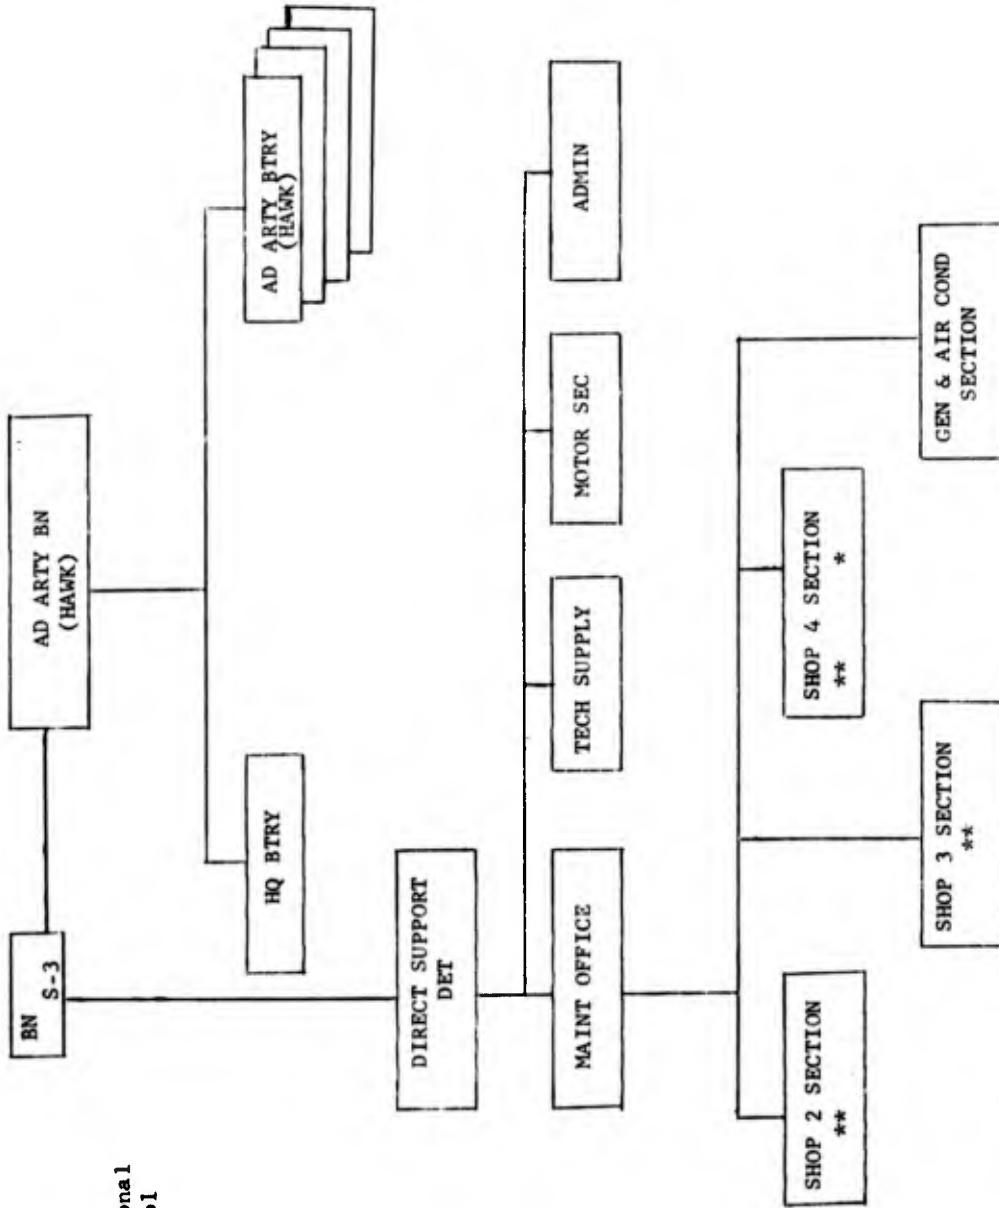 AD ARTY BN
(HAWK)
BN
S-3
HQ BTRY
AD ARTY BTRY
(HAWK)
DIRECT SUPPORT
DET
MAINT OFFICE
TECH SUPPLY
MOTOR SEC
ADMIN
SHOP 2 SECTION
**
SHOP 3 SECTION
**
SHOP 4 SECTION
** *
GEN & AIR COND
SECTION